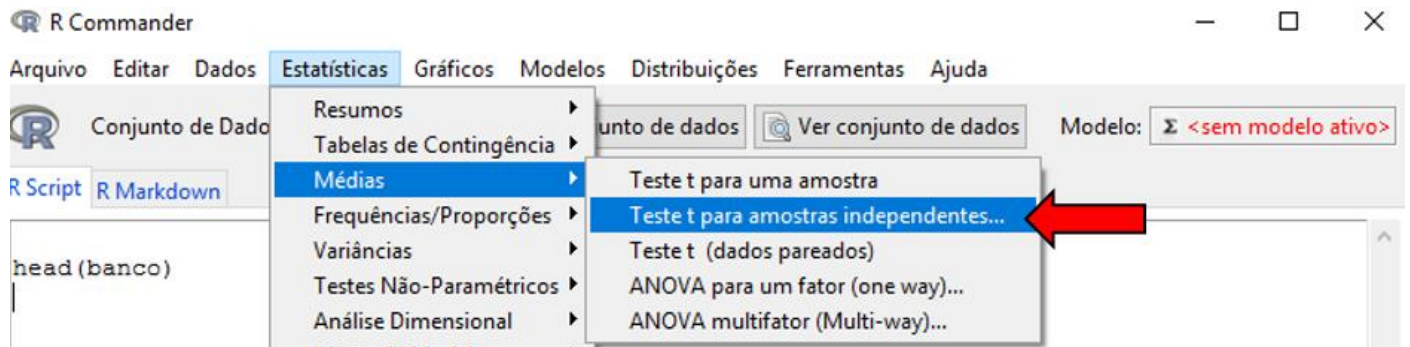 R Commander
Arquivo Editar Dados Estatísticas Gráficos Modelos Distribuições Ferramentas Ajuda
Conjunto de Dado
unto de dados
Ver conjunto de dados
Modelo: Σ <sem modelo ativo>
R Script R Markdown
head(banco)
Resumos
Tabelas de Contingência
Médias
Frequências/Proporções
Variâncias
Testes Não-Paramétricos
Análise Dimensional
Teste t para uma amostra
Teste t para amostras independentes...
Teste t (dados pareados)
ANOVA para um fator (one way)...
ANOVA multifator (Multi-way)...